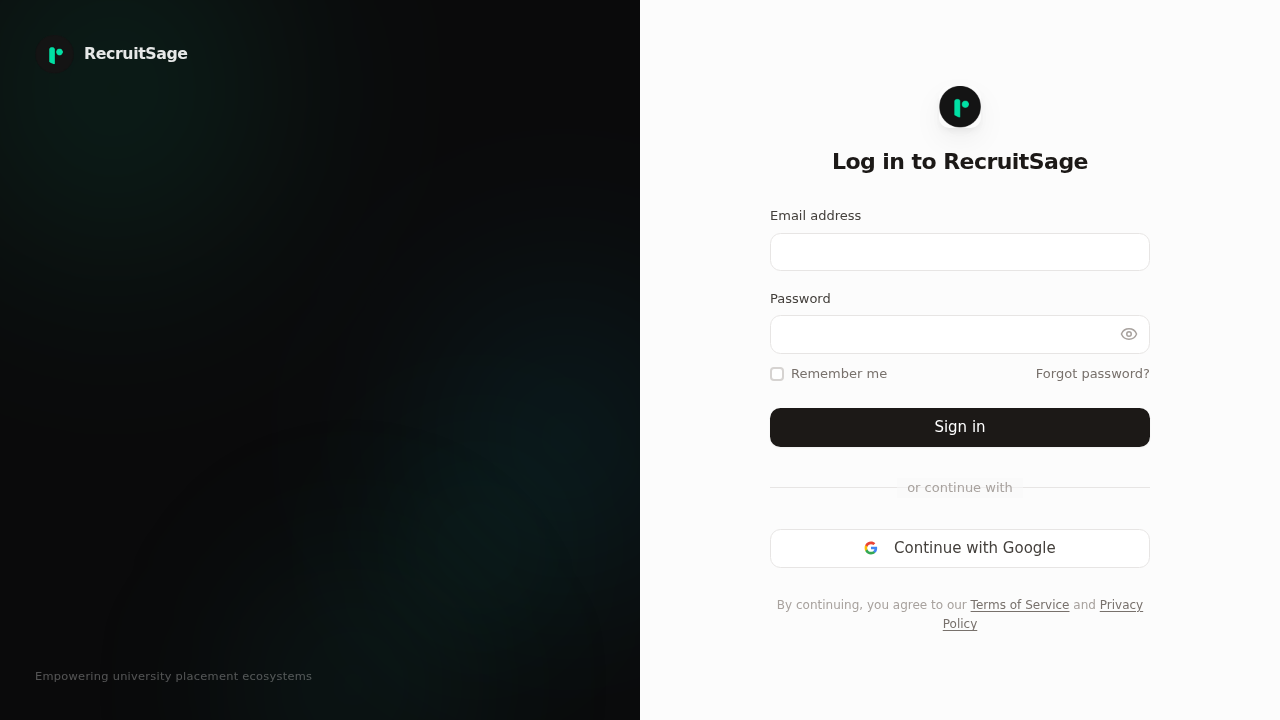 RecruitSage
Empowering university placement ecosystems
Log in to RecruitSage
Email address
Password
Remember me
Forgot password?
Sign in
or continue with
Continue with Google
By continuing, you agree to our Terms of Service and Privacy
Policy